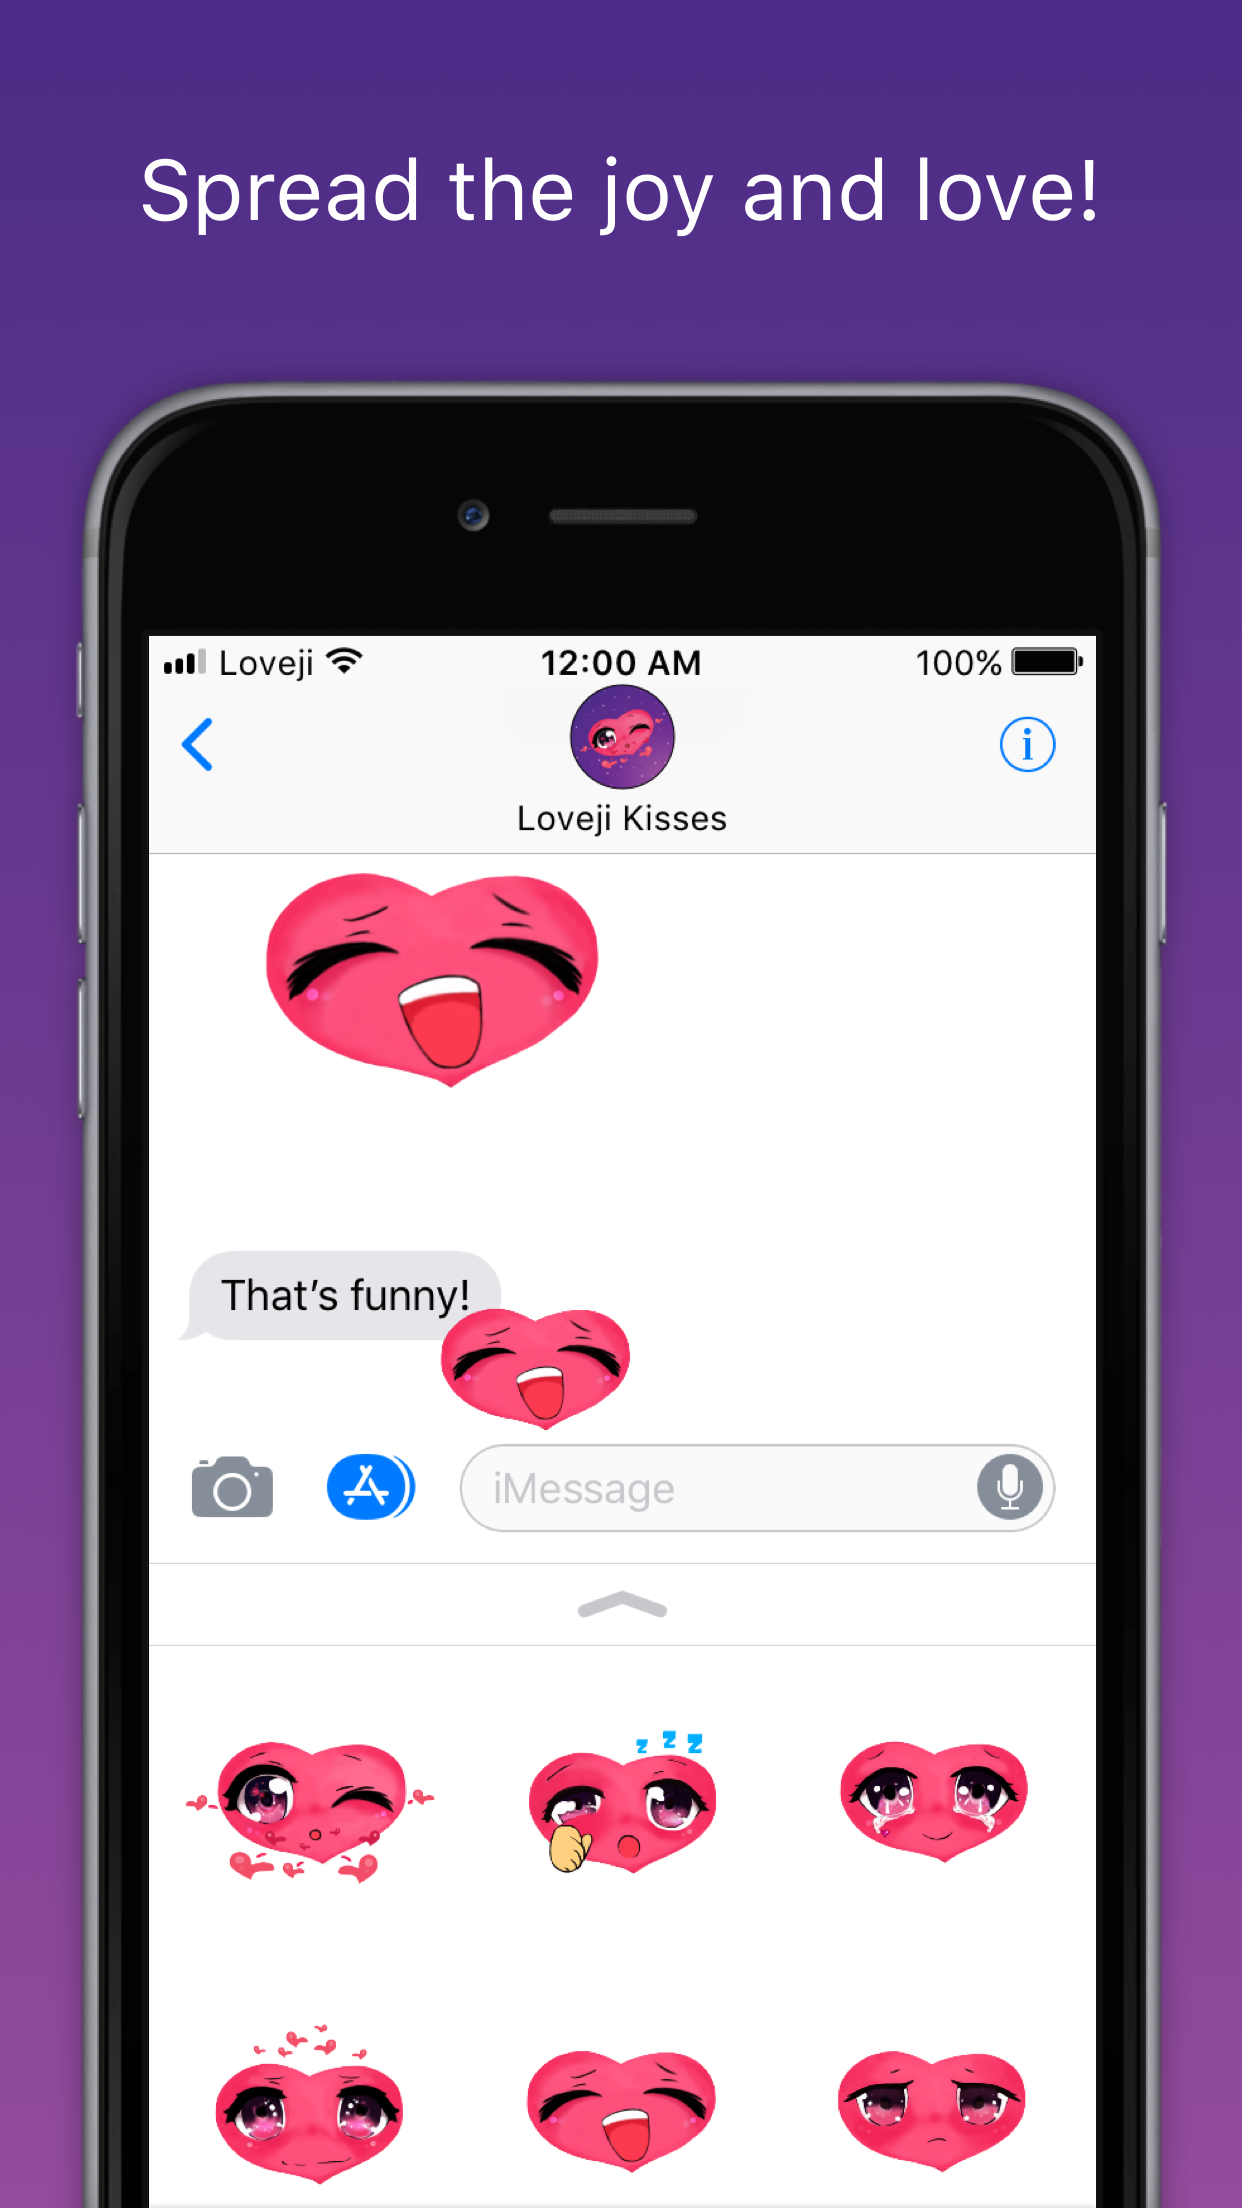 Spread the joy and love!
Loveji 12:00 AM 100%
Loveji Kisses
That's funny!
iMessage
z z z